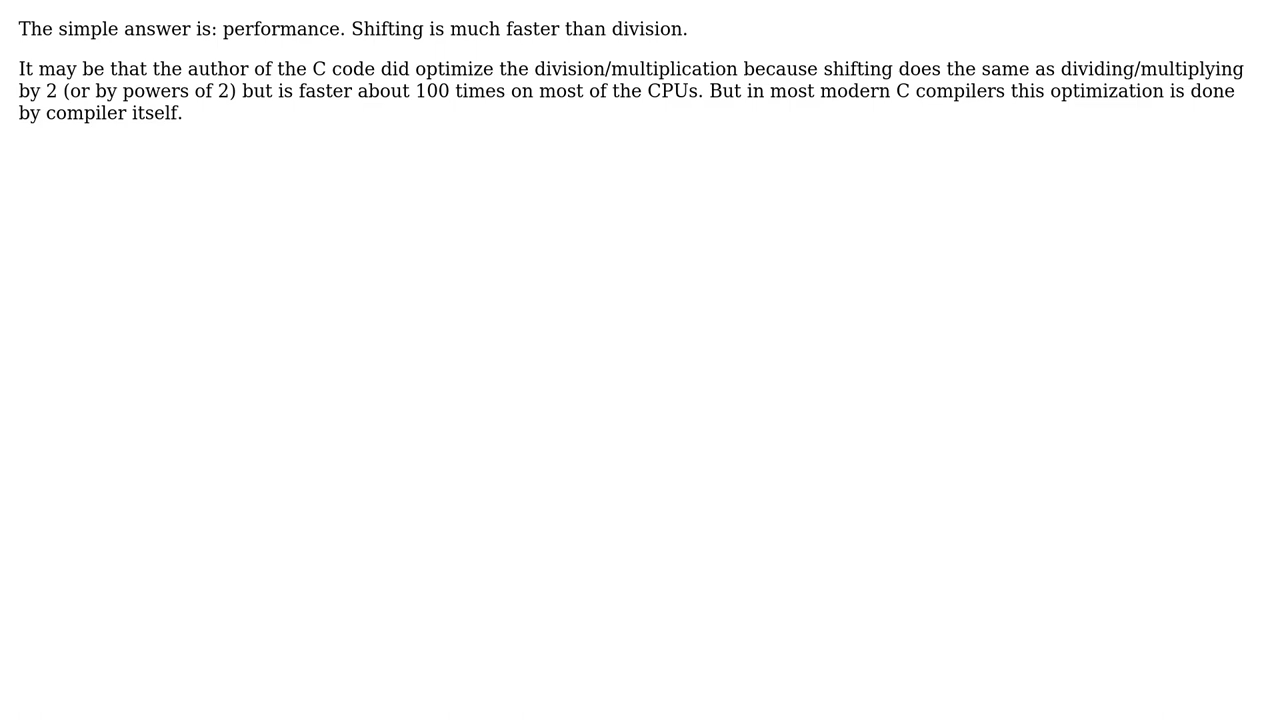 The simple answer is: performance. Shifting is much faster than division.
It may be that the author of the C code did optimize the division/multiplication because shifting does the same as dividing/multiplying
by 2 (or by powers of 2) but is faster about 100 times on most of the CPUs. But in most modern C compilers this optimization is done
by compiler itself.